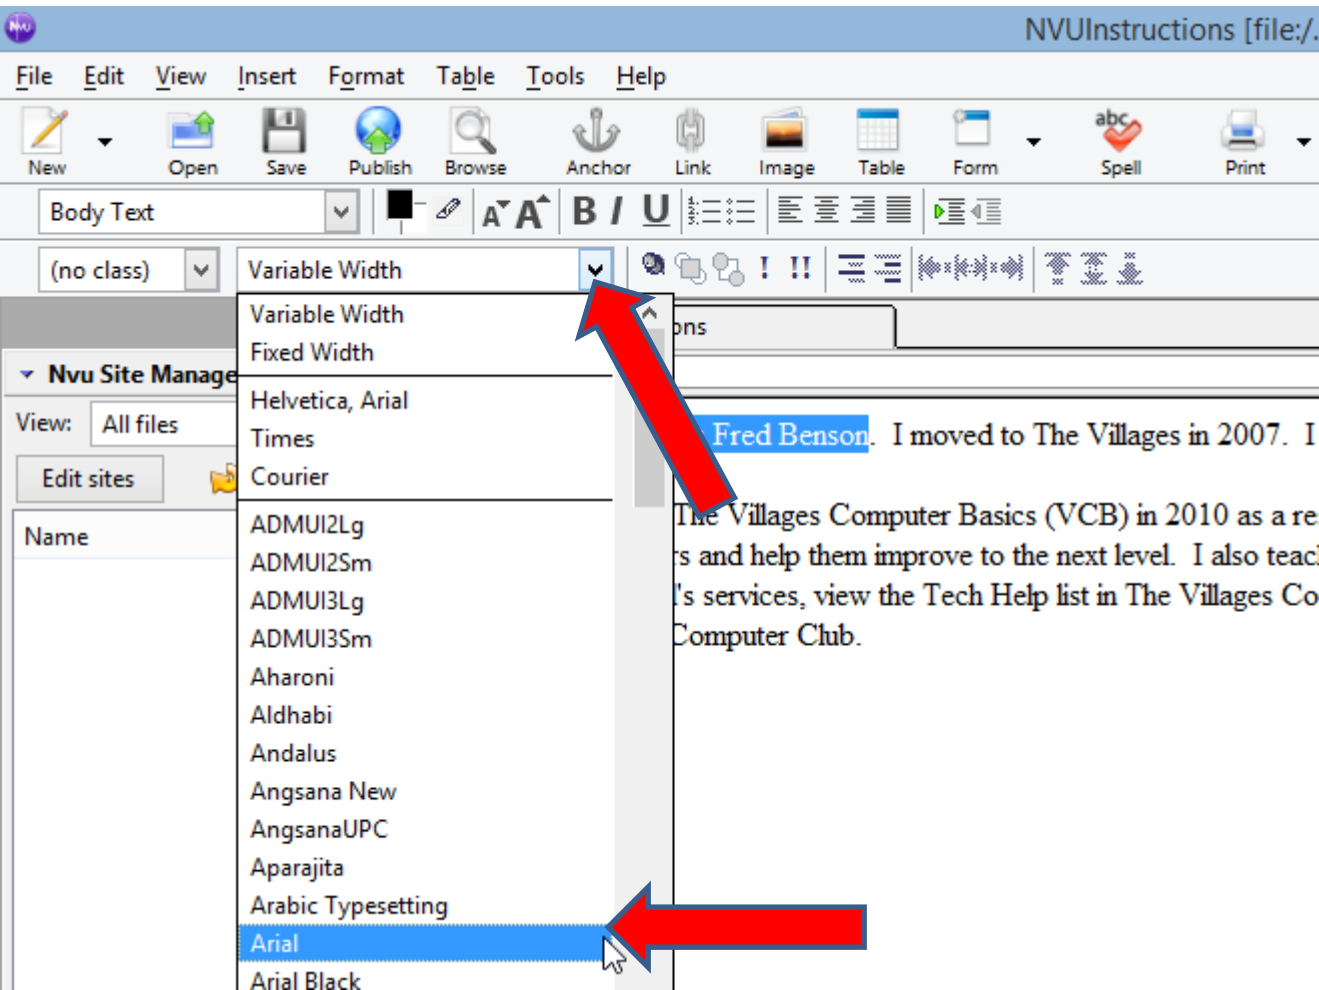 NVU
NVUInstructions [file:/.
File Edit View Insert Format Table Tools Help
abc
New Open Save Publish Browse Anchor Link Image Table Form Spell Print
Body Text A A B I U
(no class) Variable Width ! !!
Variable Width
ons
Fixed Width
Nvu Site Manage
Helvetica, Arial
View: All files
Times
Fred Benson. I moved to The Villages in 2007. I
Edit sites
Courier
Name
ADMUI2Lg
The Villages Computer Basics (VCB) in 2010 as a re
ADMUI2Sm
rs and help them improve to the next level. I also teac
ADMUI3Lg
l's services, view the Tech Help list in The Villages Co
ADMUI3Sm
Computer Club.
Aharoni
Aldhabi
Andalus
Angsana New
AngsanaUPC
Aparajita
Arabic Typesetting
Arial
Arial Black